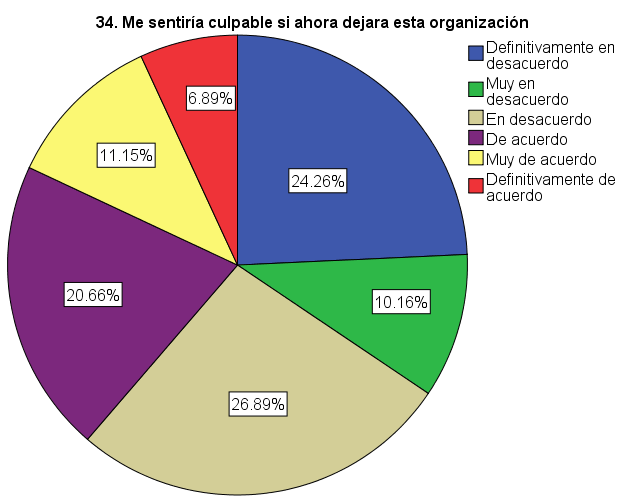 34. Me sentiría culpable si ahora dejara esta organización
Definitivamente en
desacuerdo
Muy en
desacuerdo
En desacuerdo
De acuerdo
Muy de acuerdo
Definitivamente de
acuerdo
6.89%
11.15%
24.26%
20.66%
10.16%
26.89%